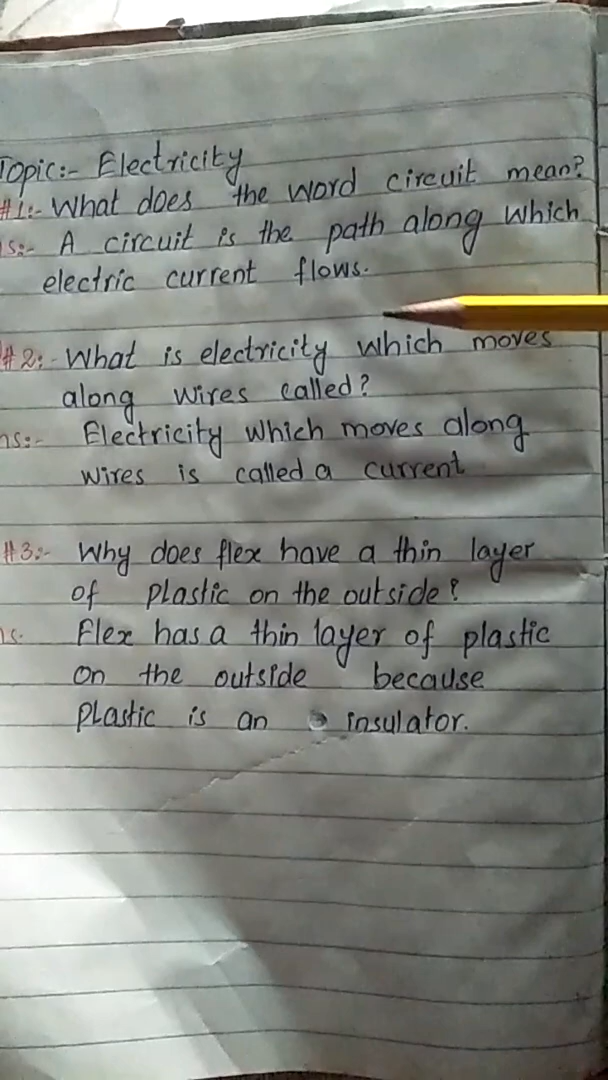 Topic:- Electricity
#1:- What does the word circuit mean?
s:- A circuit is the path along which
electric current flows.
#2:- What is electricity which moves
along wires called?
ns:- Electricity which moves along
wires is called a current
#3:- Why does flex have a thin layer
of plastic on the outside?
ns. Flex has a thin layer of plastic
on the outside because
plastic is an insulator.